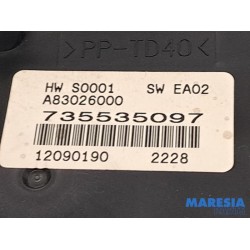 >PP-TD40<
HW S0001 SW EA02
A83026000
735535097
12090190 2228
MARESIA